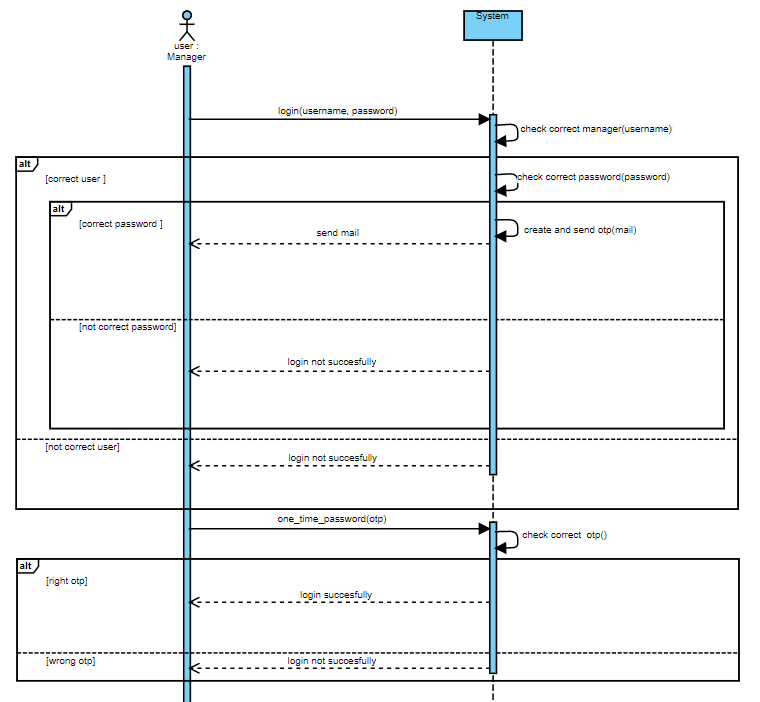 System
user :
Manager
login(username, password)
check correct manager(username)
alt
[correct user ]
check correct password(password)
alt
[correct password ]
send mail
create and send otp(mail)
[not correct password]
login not succesfully
[not correct user]
login not succesfully
one_time_password(otp)
check correct  otp()
alt
[right otp]
login succesfully
[wrong otp]
login not succesfully